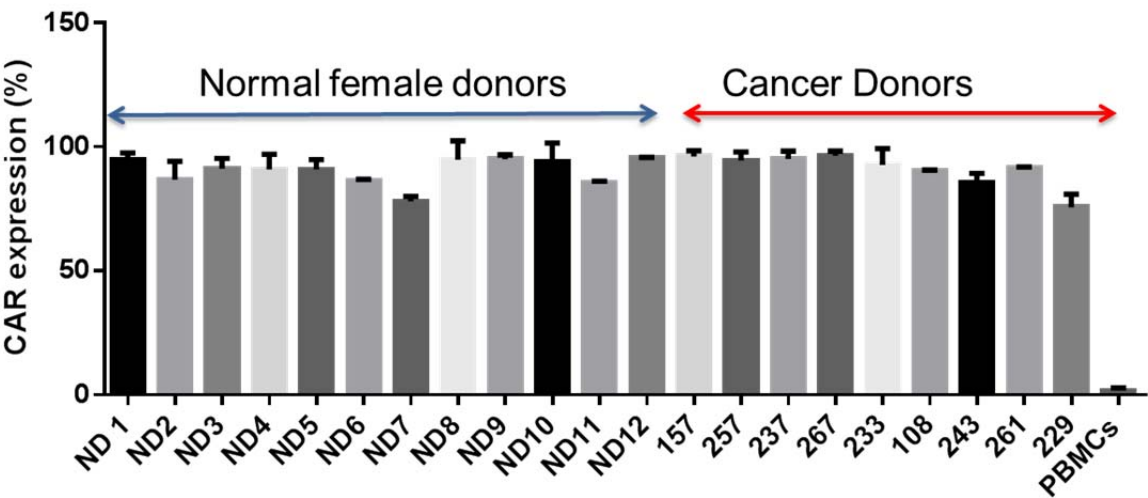 CAR expression (%)
150
100
50
0
Normal female donors
Cancer Donors
ND 1
ND2
ND3
ND4
ND5
ND6
ND7
ND8
ND9
ND10
ND11
ND12
157
257
237
267
233
108
243
261
229
PBMCs